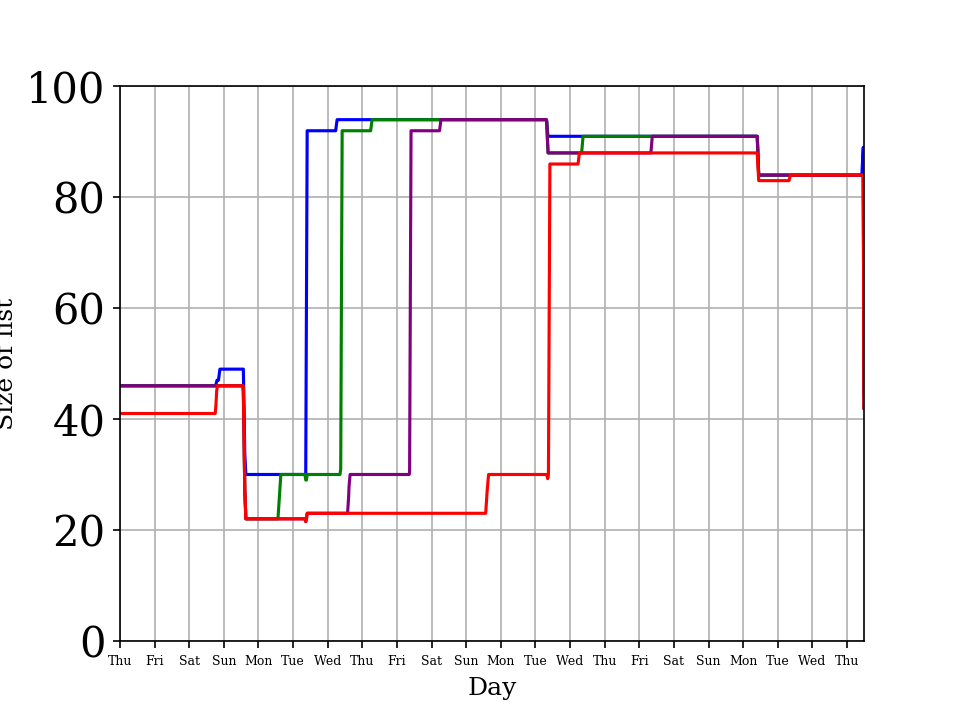 100
80
60
40
20
0
Size of list
Thu Fri Sat Sun Mon Tue Wed Thu Fri Sat Sun Mon Tue Wed Thu Fri Sat Sun Mon Tue Wed Thu
Day